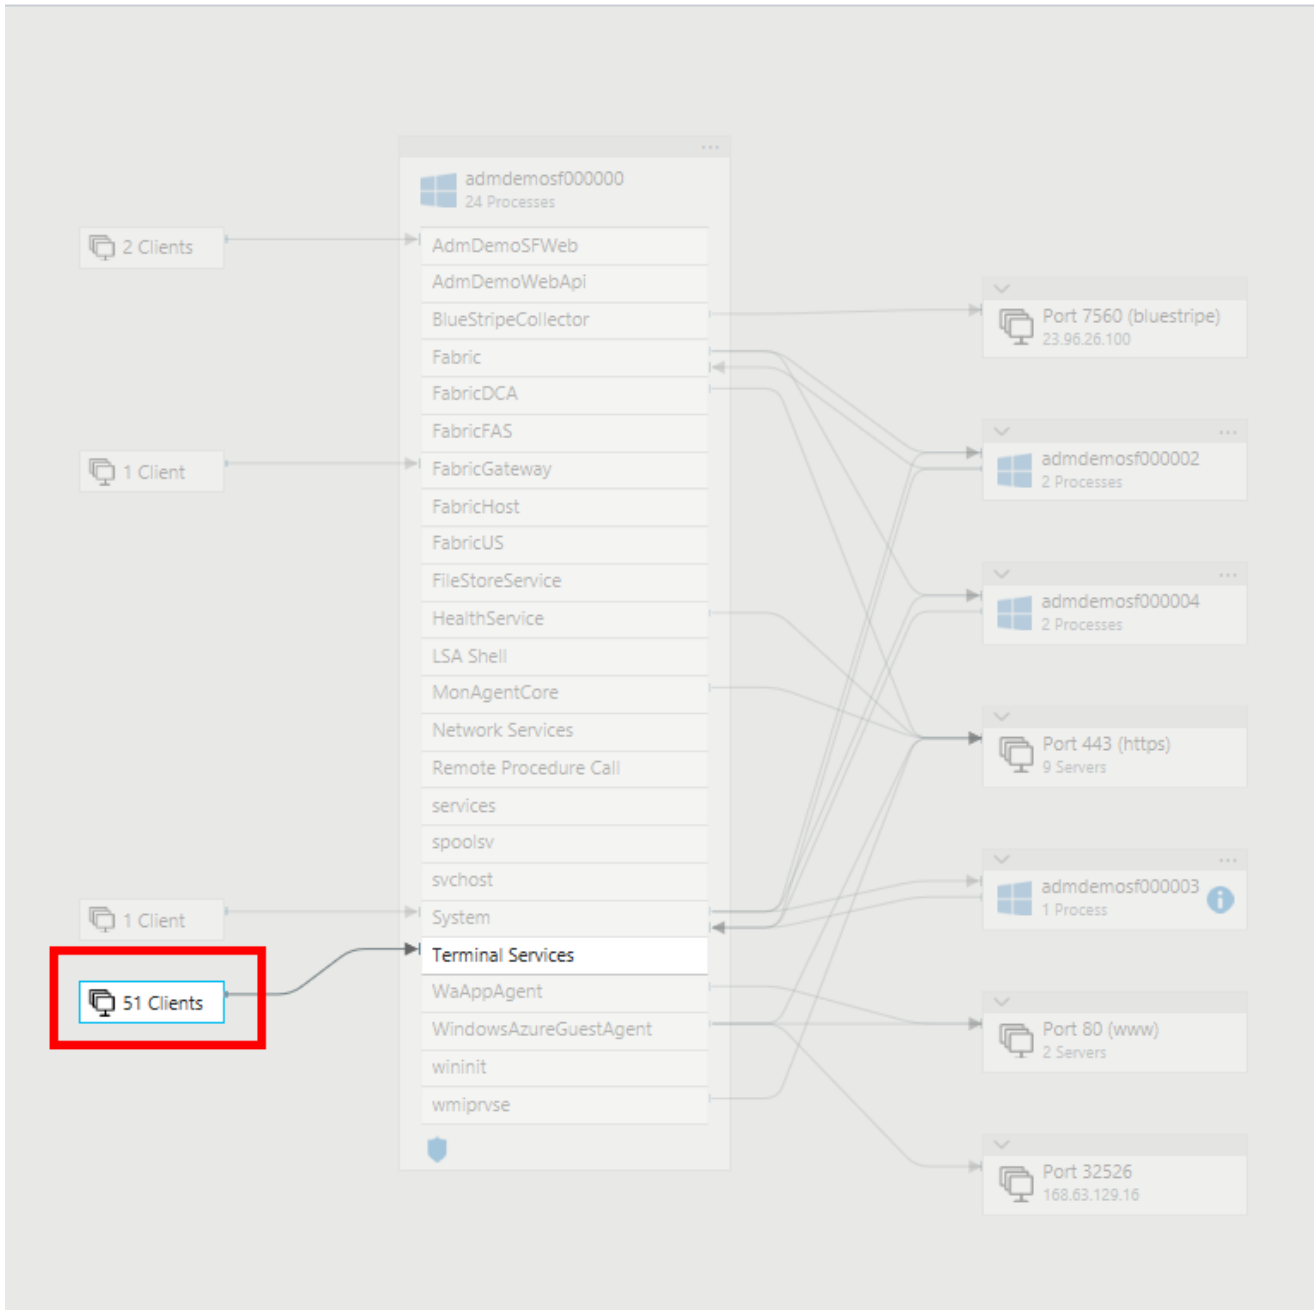 admdemosf000000
24 Processes
2 Clients
1 Client
1 Client
51 Clients
AdmDemoSFWeb
AdmDemoWebApi
BlueStripeCollector
Fabric
FabricDCA
FabricFAS
FabricGateway
FabricHost
FabricUS
FileStoreService
HealthService
LSA Shell
MonAgentCore
Network Services
Remote Procedure Call
services
spoolsv
svchost
System
Terminal Services
WaAppAgent
WindowsAzureGuestAgent
wininit
wmiprvse
Port 7560 (bluestripe)
23.96.26.100
admdemosf000002
2 Processes
admdemosf000004
2 Processes
Port 443 (https)
9 Servers
admdemosf000003
1 Process
Port 80 (www)
2 Servers
Port 32526
168.63.129.16